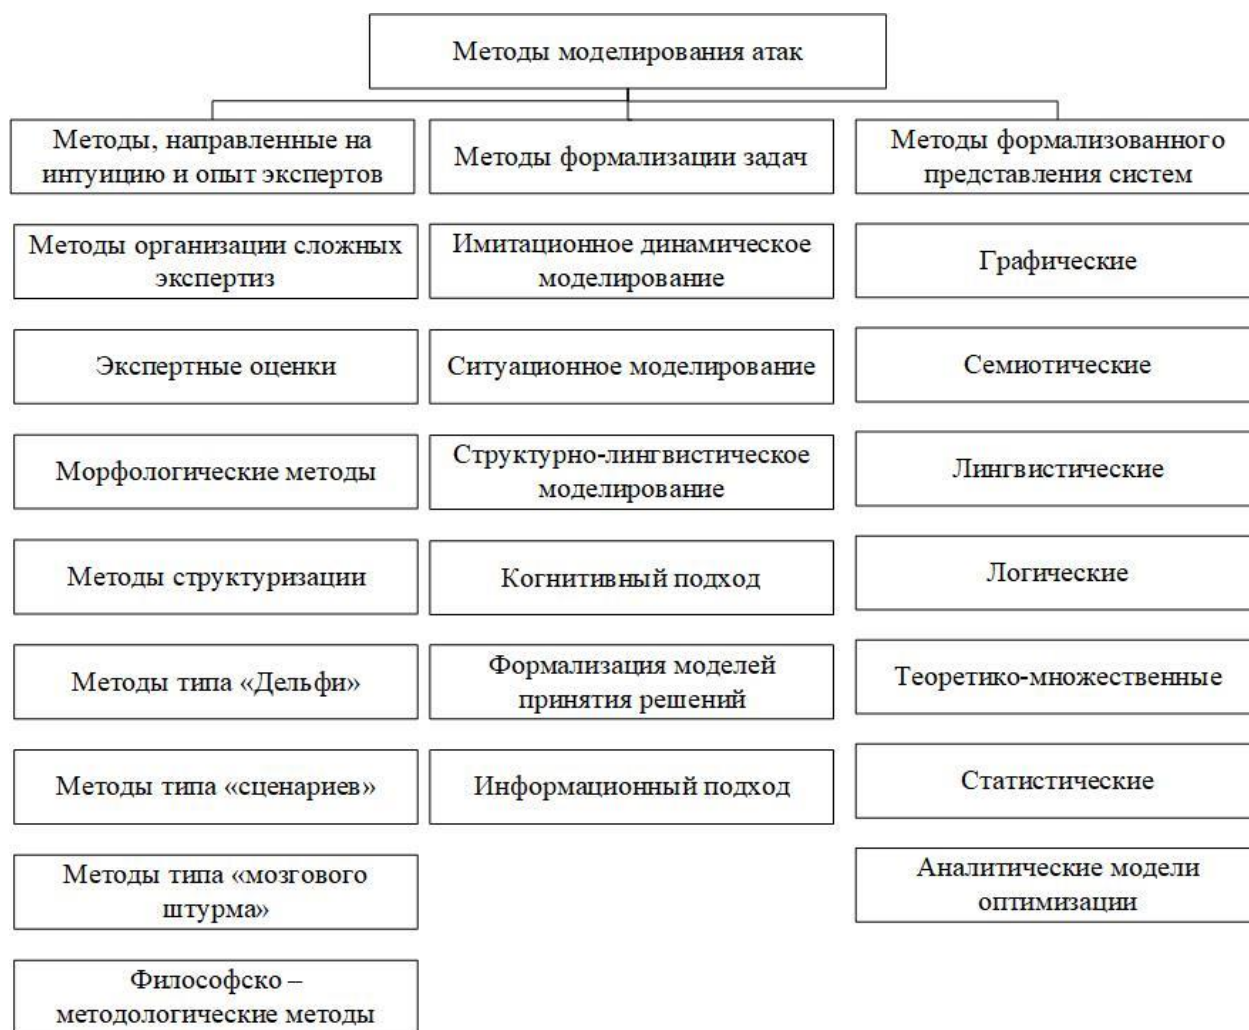 Методы моделирования атак
Методы, направленные на
интуицию и опыт экспертов
Методы организации сложных
экспертиз
Экспертные оценки
Морфологические методы
Методы структуризации
Методы типа «Дельфи»
Методы типа «сценариев»
Методы типа «мозгового
штурма»
Философско –
методологические методы
Методы формализации задач
Имитационное динамическое
моделирование
Ситуационное моделирование
Структурно-лингвистическое
моделирование
Когнитивный подход
Формализация моделей
принятия решений
Информационный подход
Методы формализованного
представления систем
Графические
Семиотические
Лингвистические
Логические
Теоретико-множественные
Статистические
Аналитические модели
оптимизации